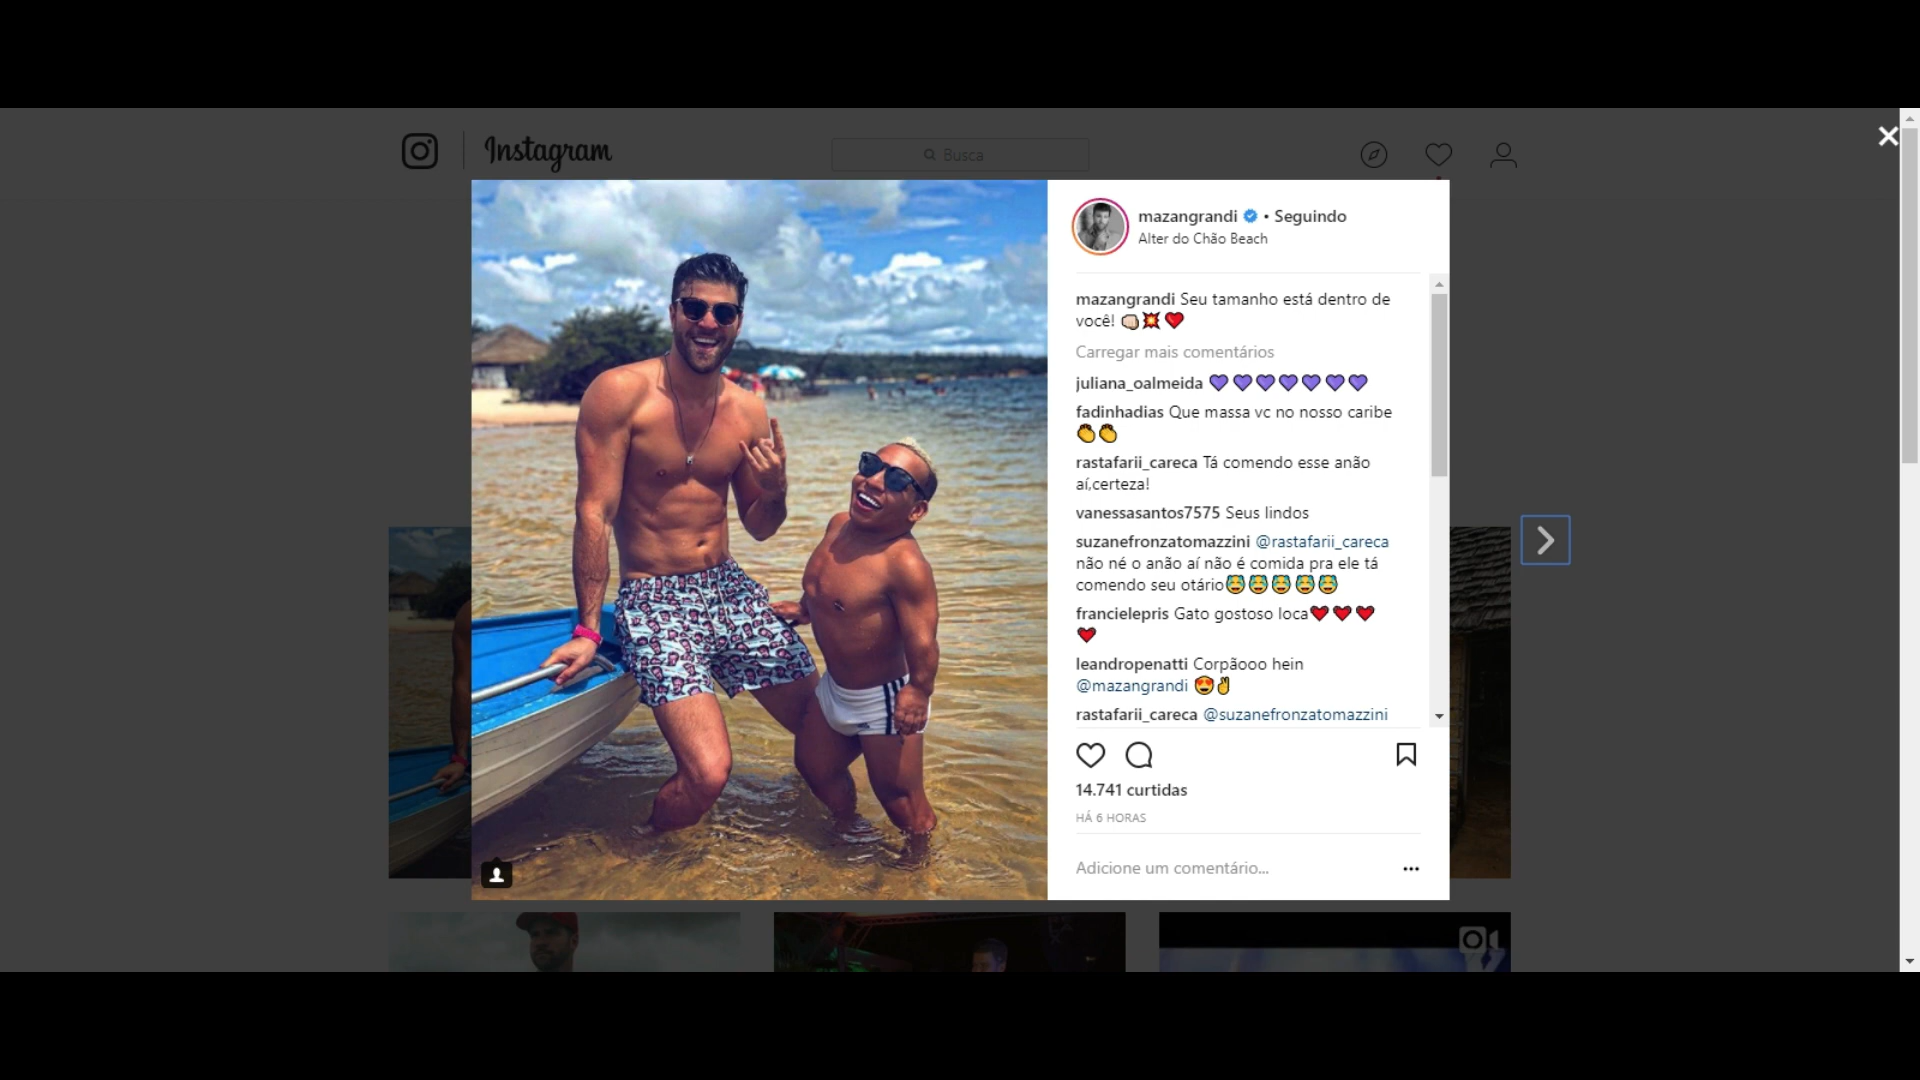 Instagram
Busca
mazangrandi • Seguindo
Alter do Chão Beach
mazangrandi Seu tamanho está dentro de
você! 👊💥❤️
Carregar mais comentários
juliana_oalmeida 💜💜💜💜💜💜💜
fadinhadias Que massa vc no nosso caribe
👏👏
rastafarii_careca Tá comendo esse anão
aí,certeza!
vanessasantos7575 Seus lindos
suzanefronzatomazzini @rastafarii_careca
não né o anão aí não é comida pra ele tá
comendo seu otário
francielepris Gato gostoso loca❤️❤️❤️
❤️
leandropenatti Corpãooo hein
@mazangrandi 😍✌
rastafarii_careca @suzanefronzatomazzini
14.741 curtidas
HÁ 6 HORAS
Adicione um comentário...